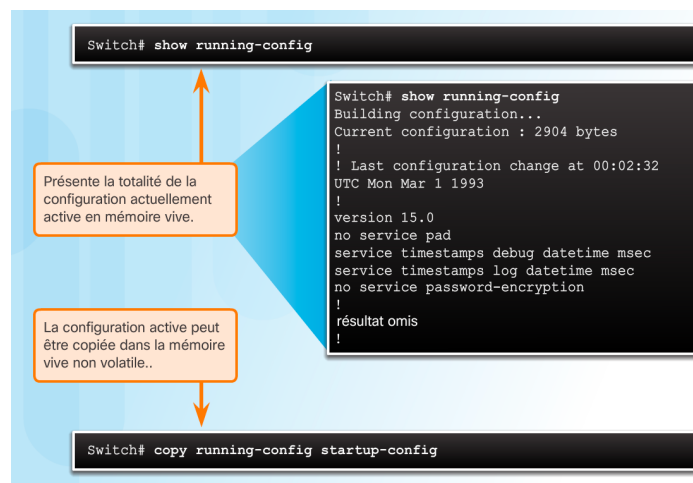 Switch# show running-config
Présente la totalité de la
configuration actuellement
active en mémoire vive.
Switch# show running-config
Building configuration...
Current configuration : 2904 bytes
!
! Last configuration change at 00:02:32
UTC Mon Mar 1 1993
!
version 15.0
no service pad
service timestamps debug datetime msec
service timestamps log datetime msec
no service password-encryption
!
résultat omis
!
La configuration active peut
être copiée dans la mémoire
vive non volatile..
Switch# copy running-config startup-config